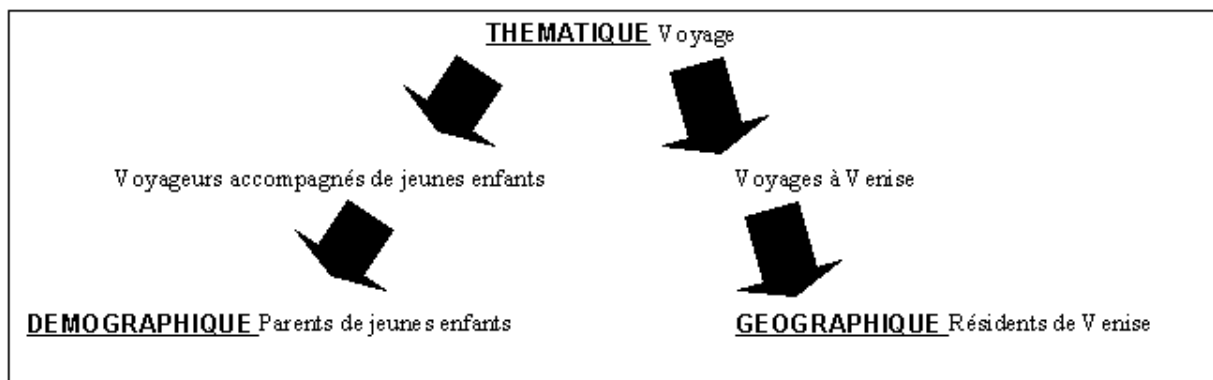 THEMATIQUE Voyage
Voyageurs accompagnés de jeunes enfants
Voyages à Venise
DEMOGRAPHIQUE Parents de jeunes enfants
GEOGRAPHIQUE Résidents de Venise